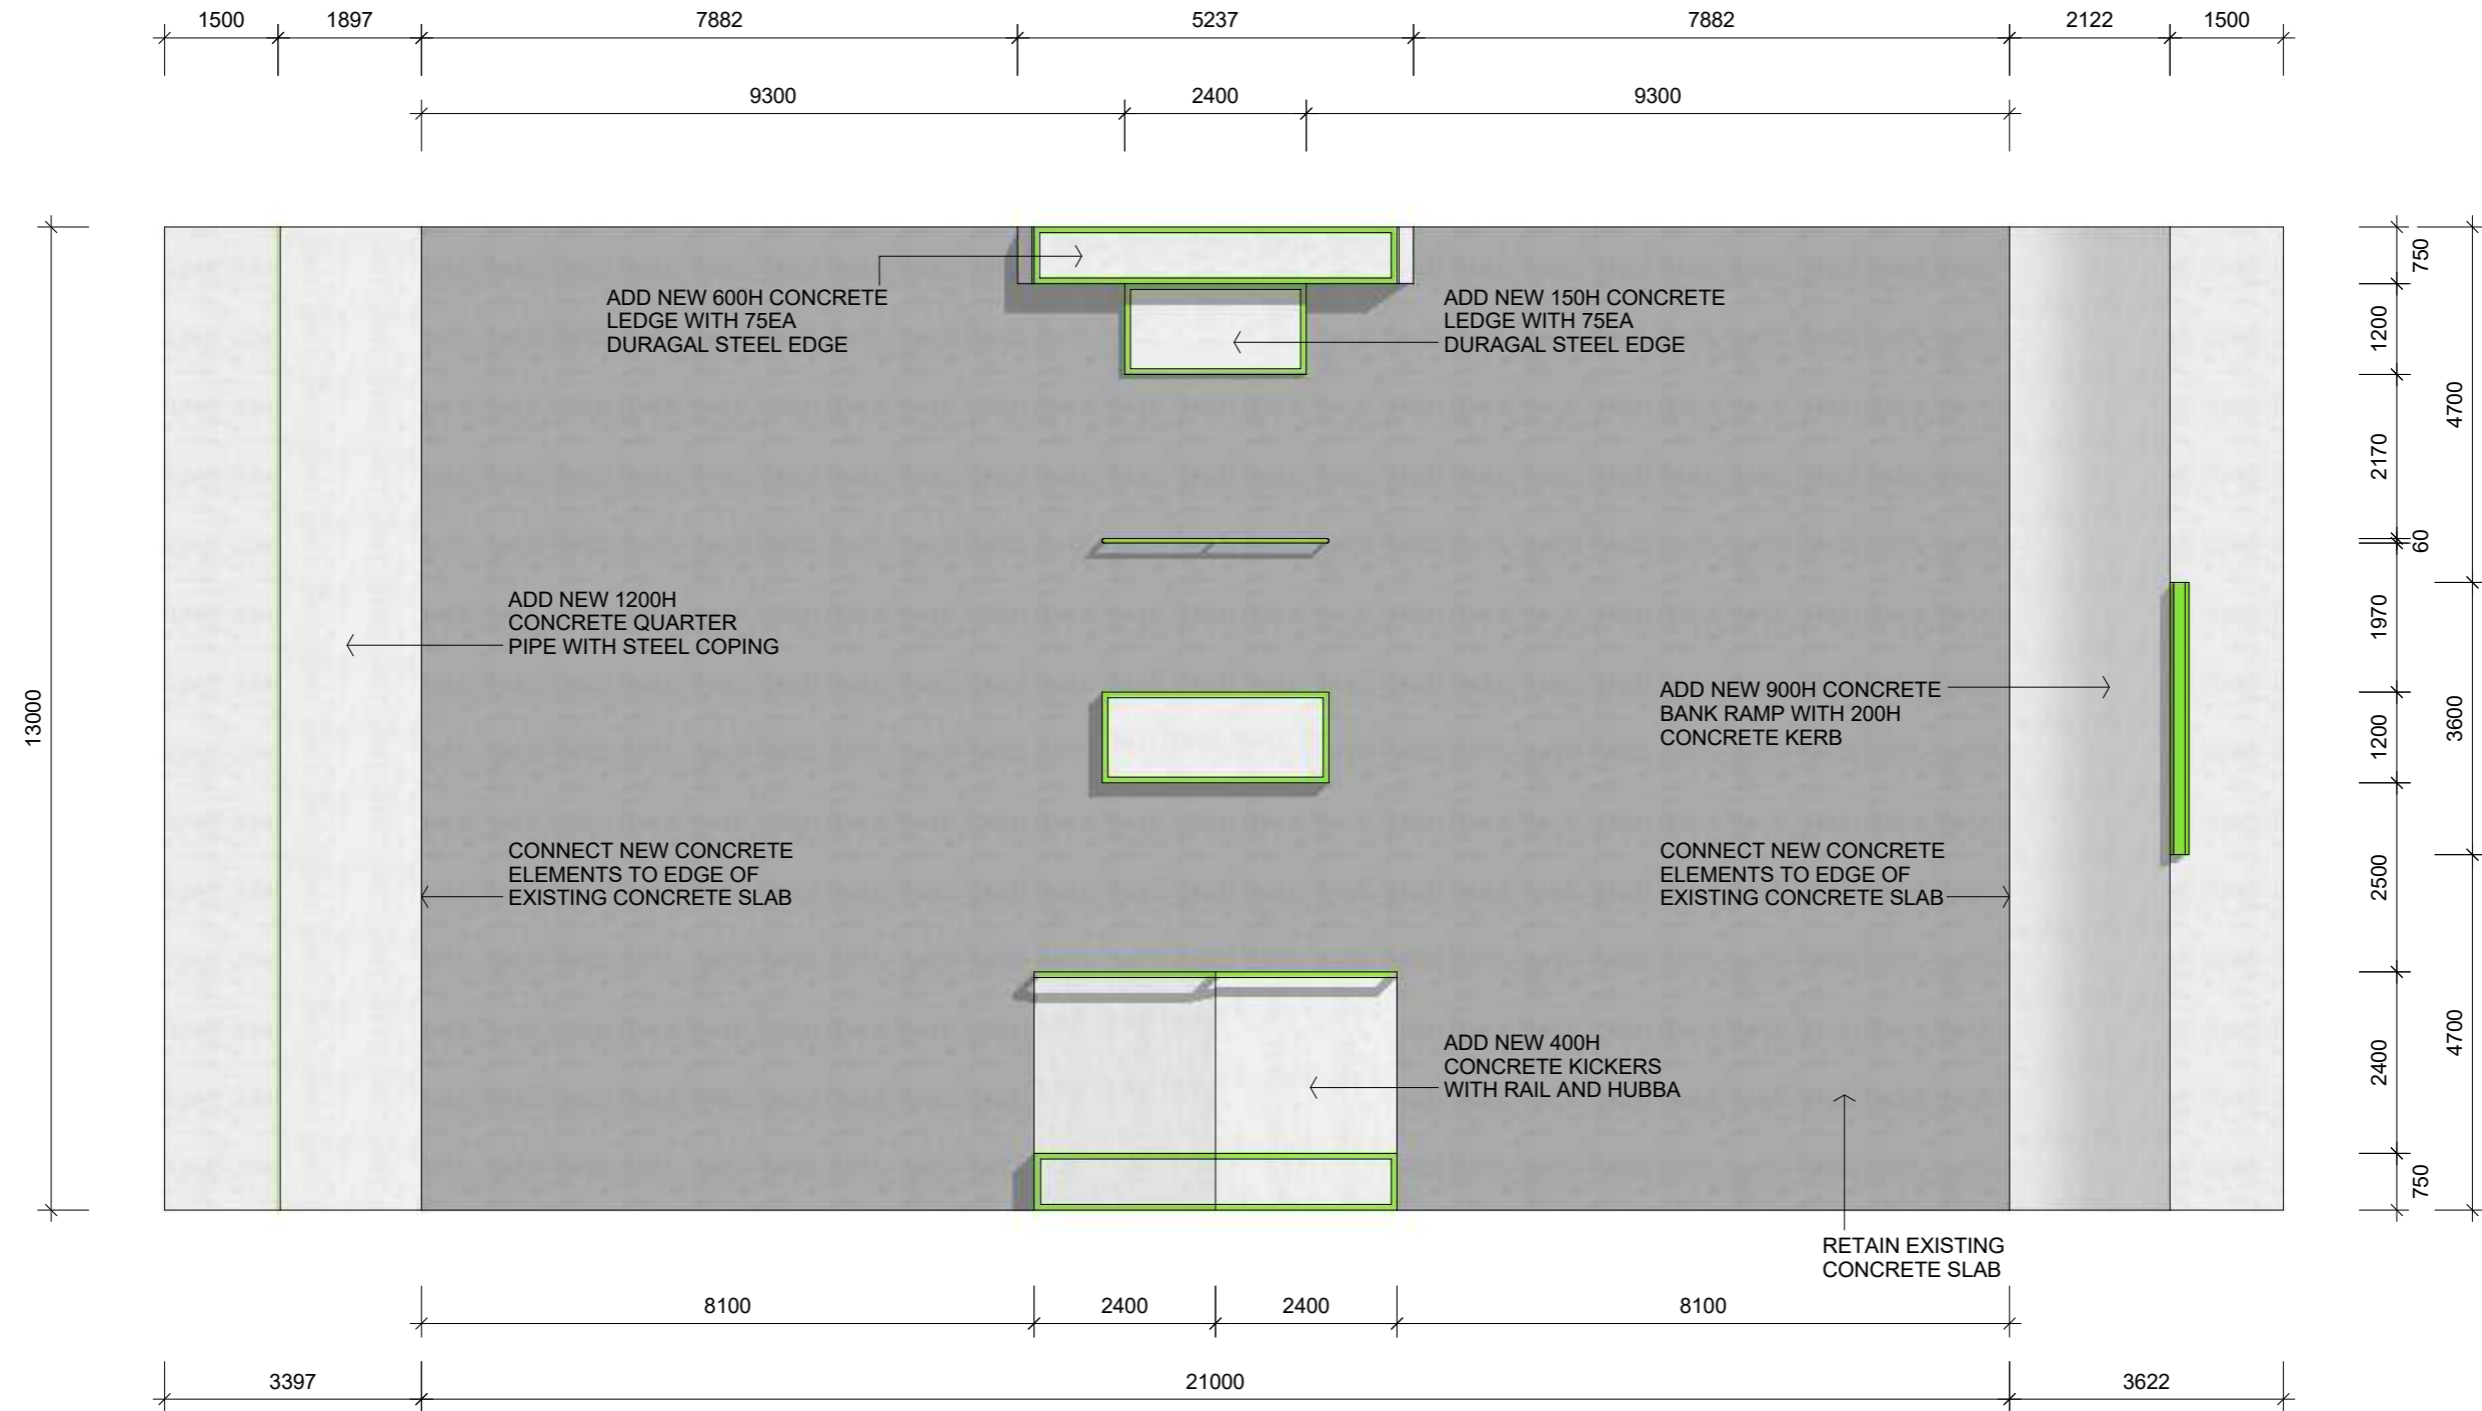 1500 1897 7882 5237 7882 2122 1500
9300 2400 9300
750
1200
4700
2170
60
1970
13000
1200
3600
2500
2400
4700
750
ADD NEW 600H CONCRETE
LEDGE WITH 75EA
DURAGAL STEEL EDGE
ADD NEW 150H CONCRETE
LEDGE WITH 75EA
DURAGAL STEEL EDGE
ADD NEW 1200H
CONCRETE QUARTER
PIPE WITH STEEL COPING
ADD NEW 900H CONCRETE
BANK RAMP WITH 200H
CONCRETE KERB
CONNECT NEW CONCRETE
ELEMENTS TO EDGE OF
EXISTING CONCRETE SLAB
CONNECT NEW CONCRETE
ELEMENTS TO EDGE OF
EXISTING CONCRETE SLAB
ADD NEW 400H
CONCRETE KICKERS
WITH RAIL AND HUBBA
RETAIN EXISTING
CONCRETE SLAB
8100 2400 2400 8100
3397 21000 3622